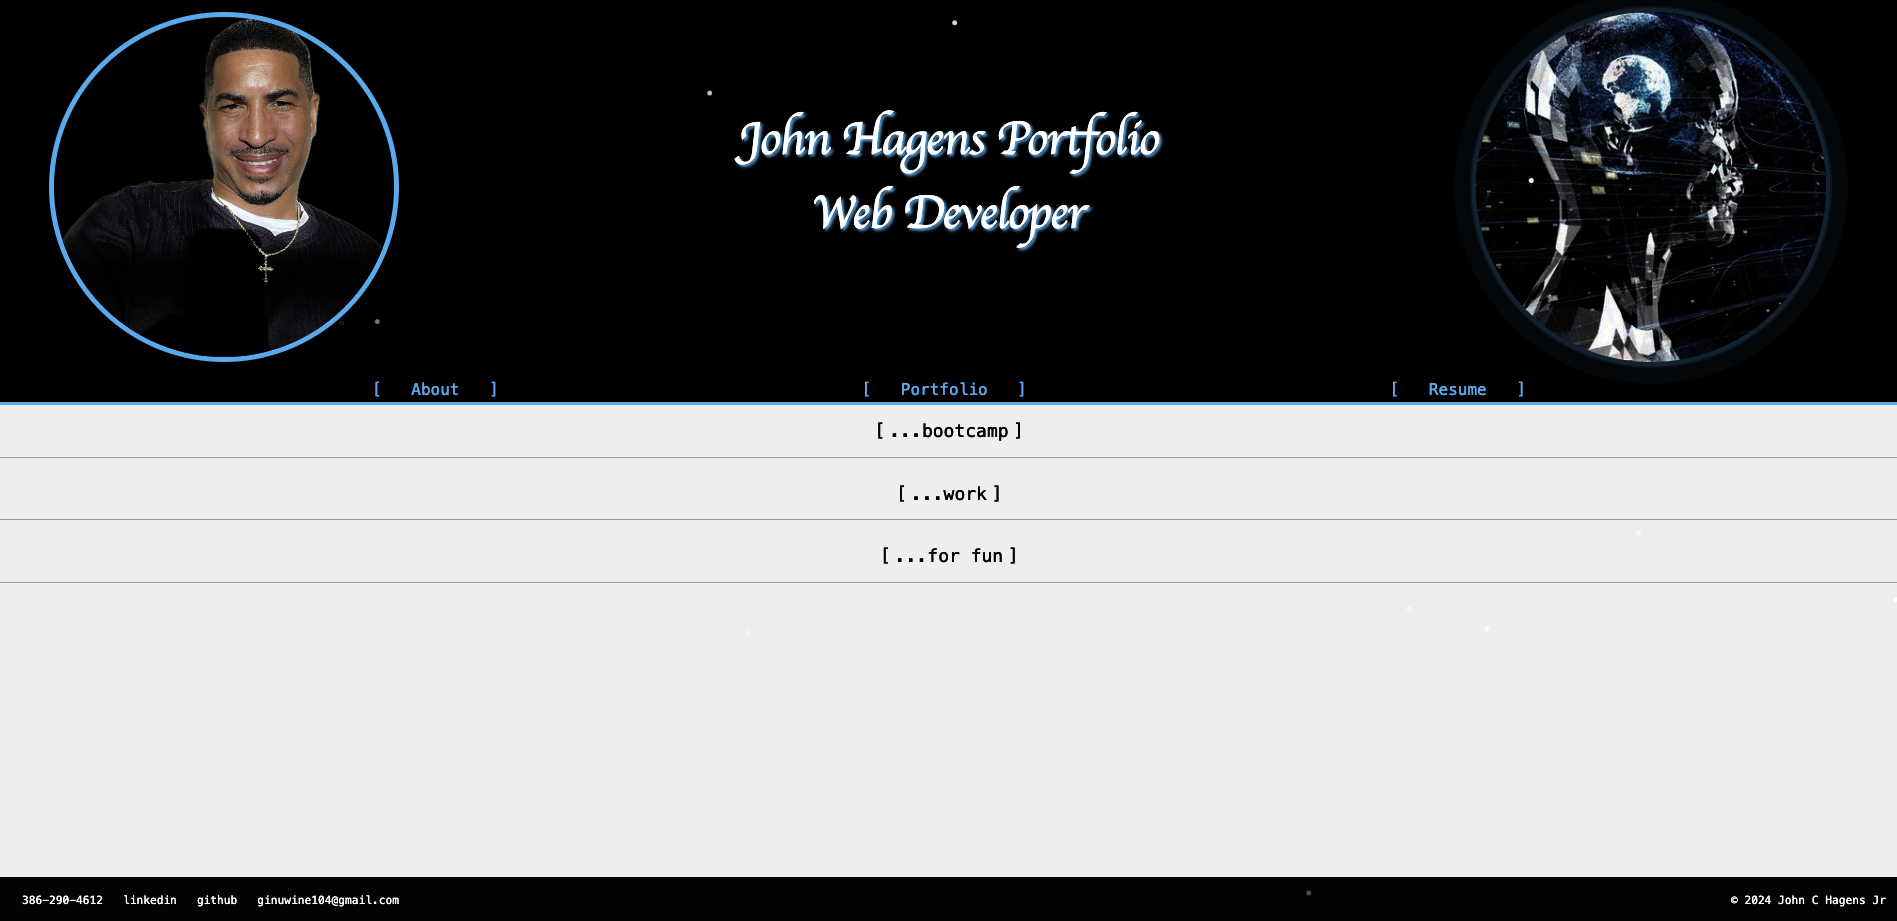 John Hagens Portfolio
Web Developer
[ About ] [ Portfolio ] [ Resume ]
[ ...bootcamp ]
[ ...work ]
[ ...for fun ]
386-290-4612 linkedin github ginuwine104@gmail.com © 2024 John C Hagens Jr